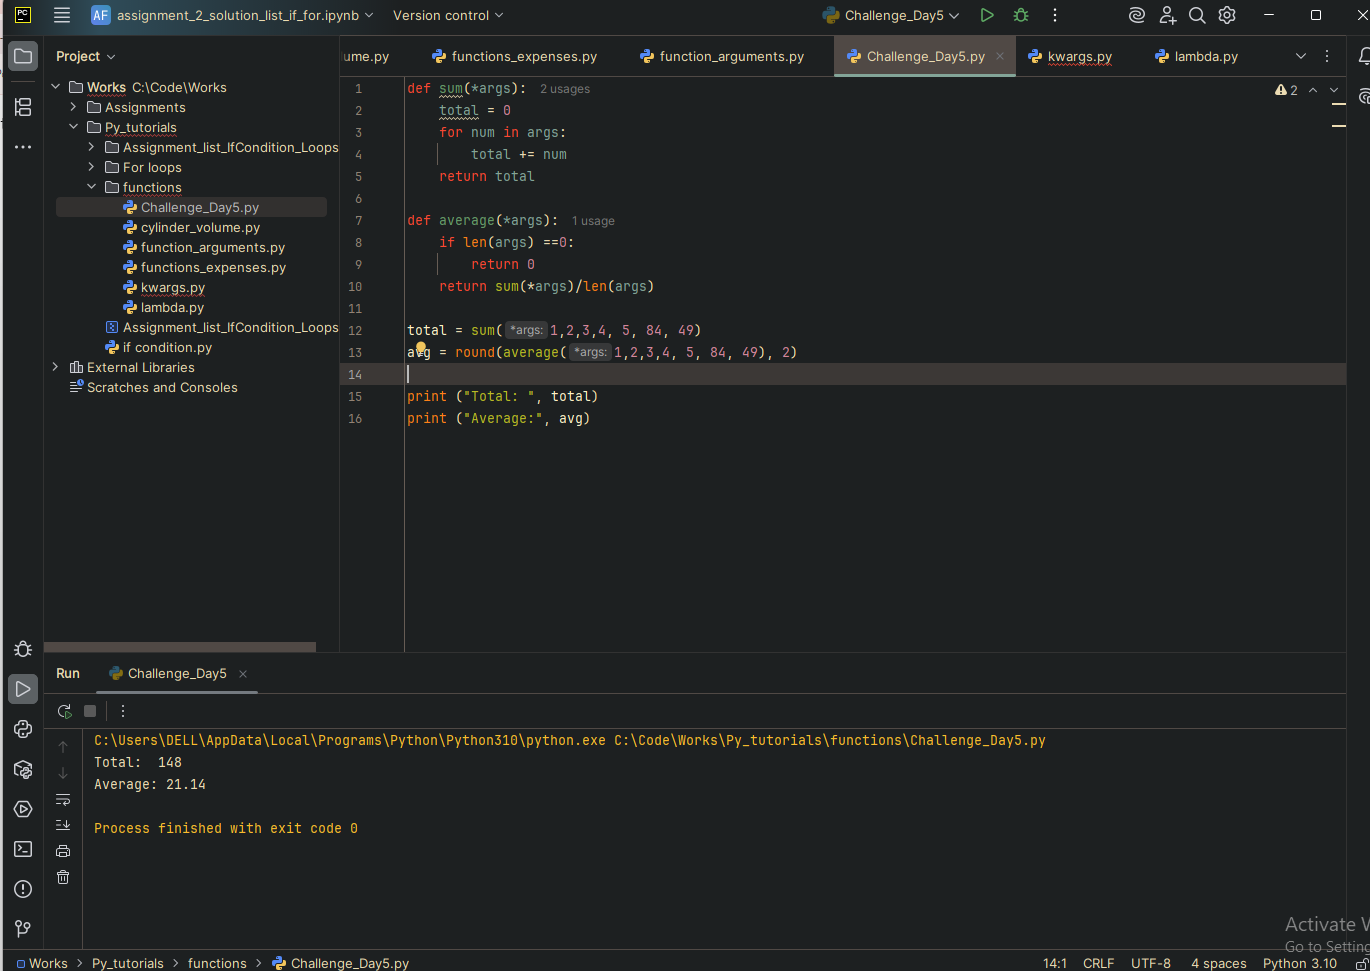 PC
AF assignment_2_solution_list_if_for.ipynb Version control Challenge_Day5
Project
ume.py functions_expenses.py function_arguments.py Challenge_Day5.py kwargs.py lambda.py
Works C:\Code\Works
Assignments
Py_tutorials
Assignment_list_IfCondition_Loops
For loops
functions
Challenge_Day5.py
cylinder_volume.py
function_arguments.py
functions_expenses.py
kwargs.py
lambda.py
Assignment_list_IfCondition_Loops
if condition.py
External Libraries
Scratches and Consoles
2
1 def sum(*args): 2 usages
2 total = 0
3 for num in args:
4 total += num
5 return total
6
7 def average(*args): 1 usage
8 if len(args) ==0:
9 return 0
10 return sum(*args)/len(args)
11
12 total = sum( *args: 1,2,3,4, 5, 84, 49)
13 avg = round(average( *args: 1,2,3,4, 5, 84, 49), 2)
14
15 print ("Total: ", total)
16 print ("Average:", avg)
Run Challenge_Day5
C:\Users\DELL\AppData\Local\Programs\Python\Python310\python.exe C:\Code\Works\Py_tutorials\functions\Challenge_Day5.py
Total:  148
Average: 21.14
Process finished with exit code 0
Activate W
Go to Setting
Works > Py_tutorials > functions > Challenge_Day5.py 14:1 CRLF UTF-8 4 spaces Python 3.10